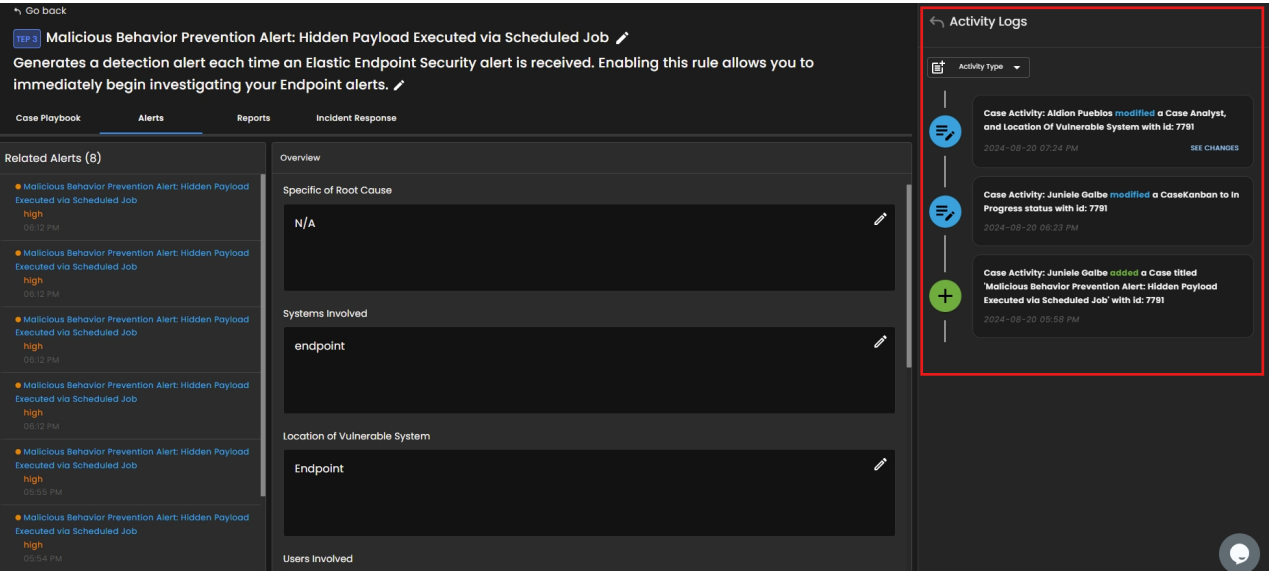 Go back
TEP 3 Malicious Behavior Prevention Alert: Hidden Payload Executed via Scheduled Job
Generates a detection alert each time an Elastic Endpoint Security alert is received. Enabling this rule allows you to
immediately begin investigating your Endpoint alerts.
Case Playbook Alerts Reports Incident Response
Related Alerts (8)
Malicious Behavior Prevention Alert: Hidden Payload
Executed via Scheduled Job
high
06:12 PM
Malicious Behavior Prevention Alert: Hidden Payload
Executed via Scheduled Job
high
06:12 PM
Malicious Behavior Prevention Alert: Hidden Payload
Executed via Scheduled Job
high
06:12 PM
Malicious Behavior Prevention Alert: Hidden Payload
Executed via Scheduled Job
high
06:12 PM
Malicious Behavior Prevention Alert: Hidden Payload
Executed via Scheduled Job
high
05:55 PM
Malicious Behavior Prevention Alert: Hidden Payload
Executed via Scheduled Job
high
05:54 PM
Overview
Specific of Root Cause
N/A
Systems Involved
endpoint
Location of Vulnerable System
Endpoint
Users Involved
Activity Logs
Activity Type
Case Activity: Aldion Pueblos modified a Case Analyst,
and Location Of Vulnerable System with id: 7791
2024-08-20 07:24 PM SEE CHANGES
Case Activity: Juniele Galbe modified a CaseKanban to In
Progress status with id: 7791
2024-08-20 06:23 PM
Case Activity: Juniele Galbe added a Case titled
'Malicious Behavior Prevention Alert: Hidden Payload
Executed via Scheduled Job' with id: 7791
2024-08-20 05:58 PM